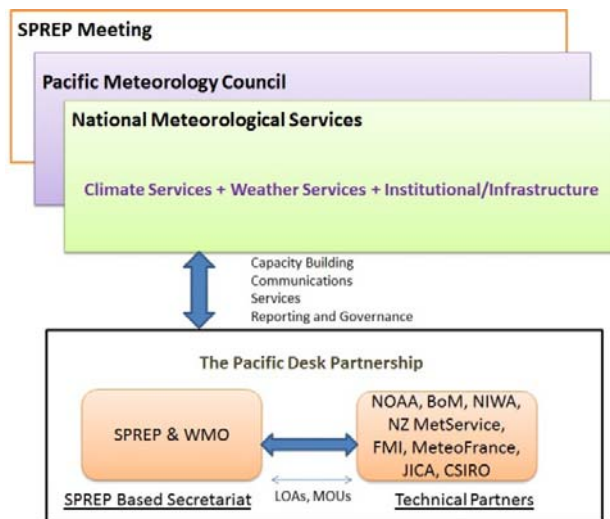 SPREP Meeting
Pacific Meteorology Council
National Meteorological Services
Climate Services + Weather Services + Institutional/Infrastructure
Capacity Building
Communications
Services
Reporting and Governance
The Pacific Desk Partnership
SPREP & WMO
NOAA, BoM, NIWA,
NZ MetService,
FMI, MeteoFrance,
JICA, CSIRO
SPREP Based Secretariat
LOAs, MOUs
Technical Partners